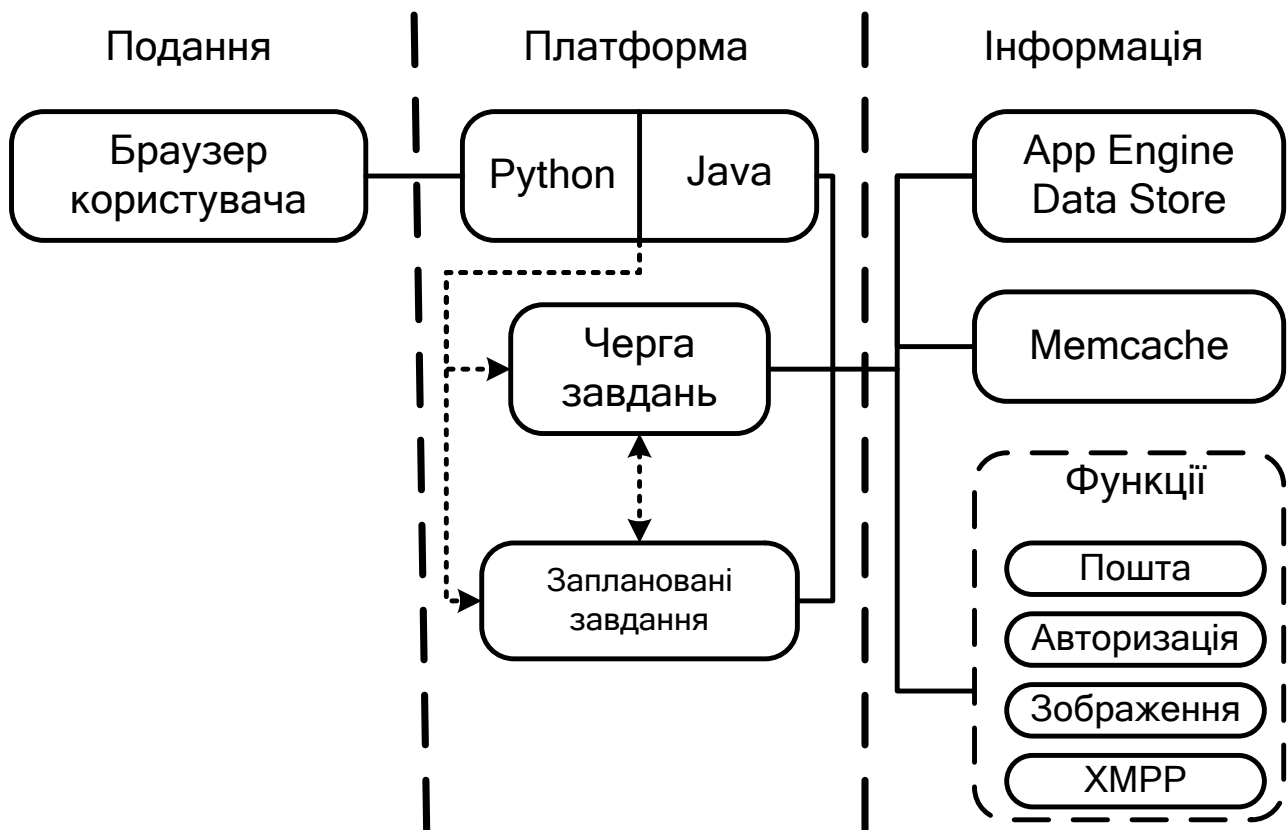 Подання
Платформа
Інформація
Браузер
користувача
Python
Java
App Engine
Data Store
Черга
завдань
Memcache
Заплановані
завдання
Функції
Пошта
Авторизація
Зображення
XMPP